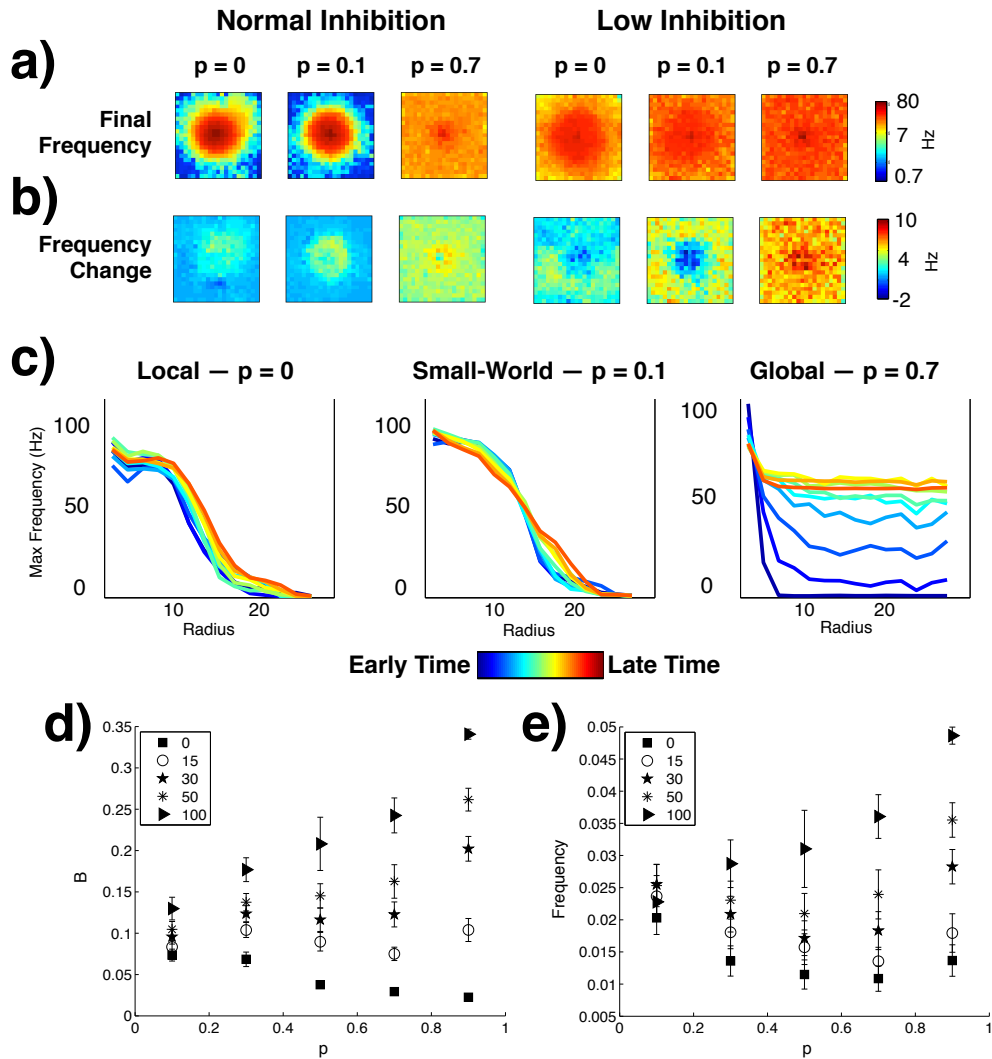 Normal Inhibition
Low Inhibition
a)
p = 0
p = 0.1
p = 0.7
p = 0
p = 0.1
p = 0.7
Final
Frequency
80
7
0.7
Hz
b)
Frequency
Change
10
4
-2
Hz
c)
Local — p = 0
Small-World — p = 0.1
Global — p = 0.7
Max Frequency (Hz)
100
50
0
10
20
Radius
100
50
0
10
20
Radius
100
50
0
10
20
Radius
Early Time
Late Time
d)
B
0.35
0.3
0.25
0.2
0.15
0.1
0.05
0
0
15
30
50
100
0
0.2
0.4
0.6
0.8
1
p
e)
Frequency
0.05
0.045
0.04
0.035
0.03
0.025
0.02
0.015
0.01
0.005
0
15
30
50
100
0
0.2
0.4
0.6
0.8
1
p